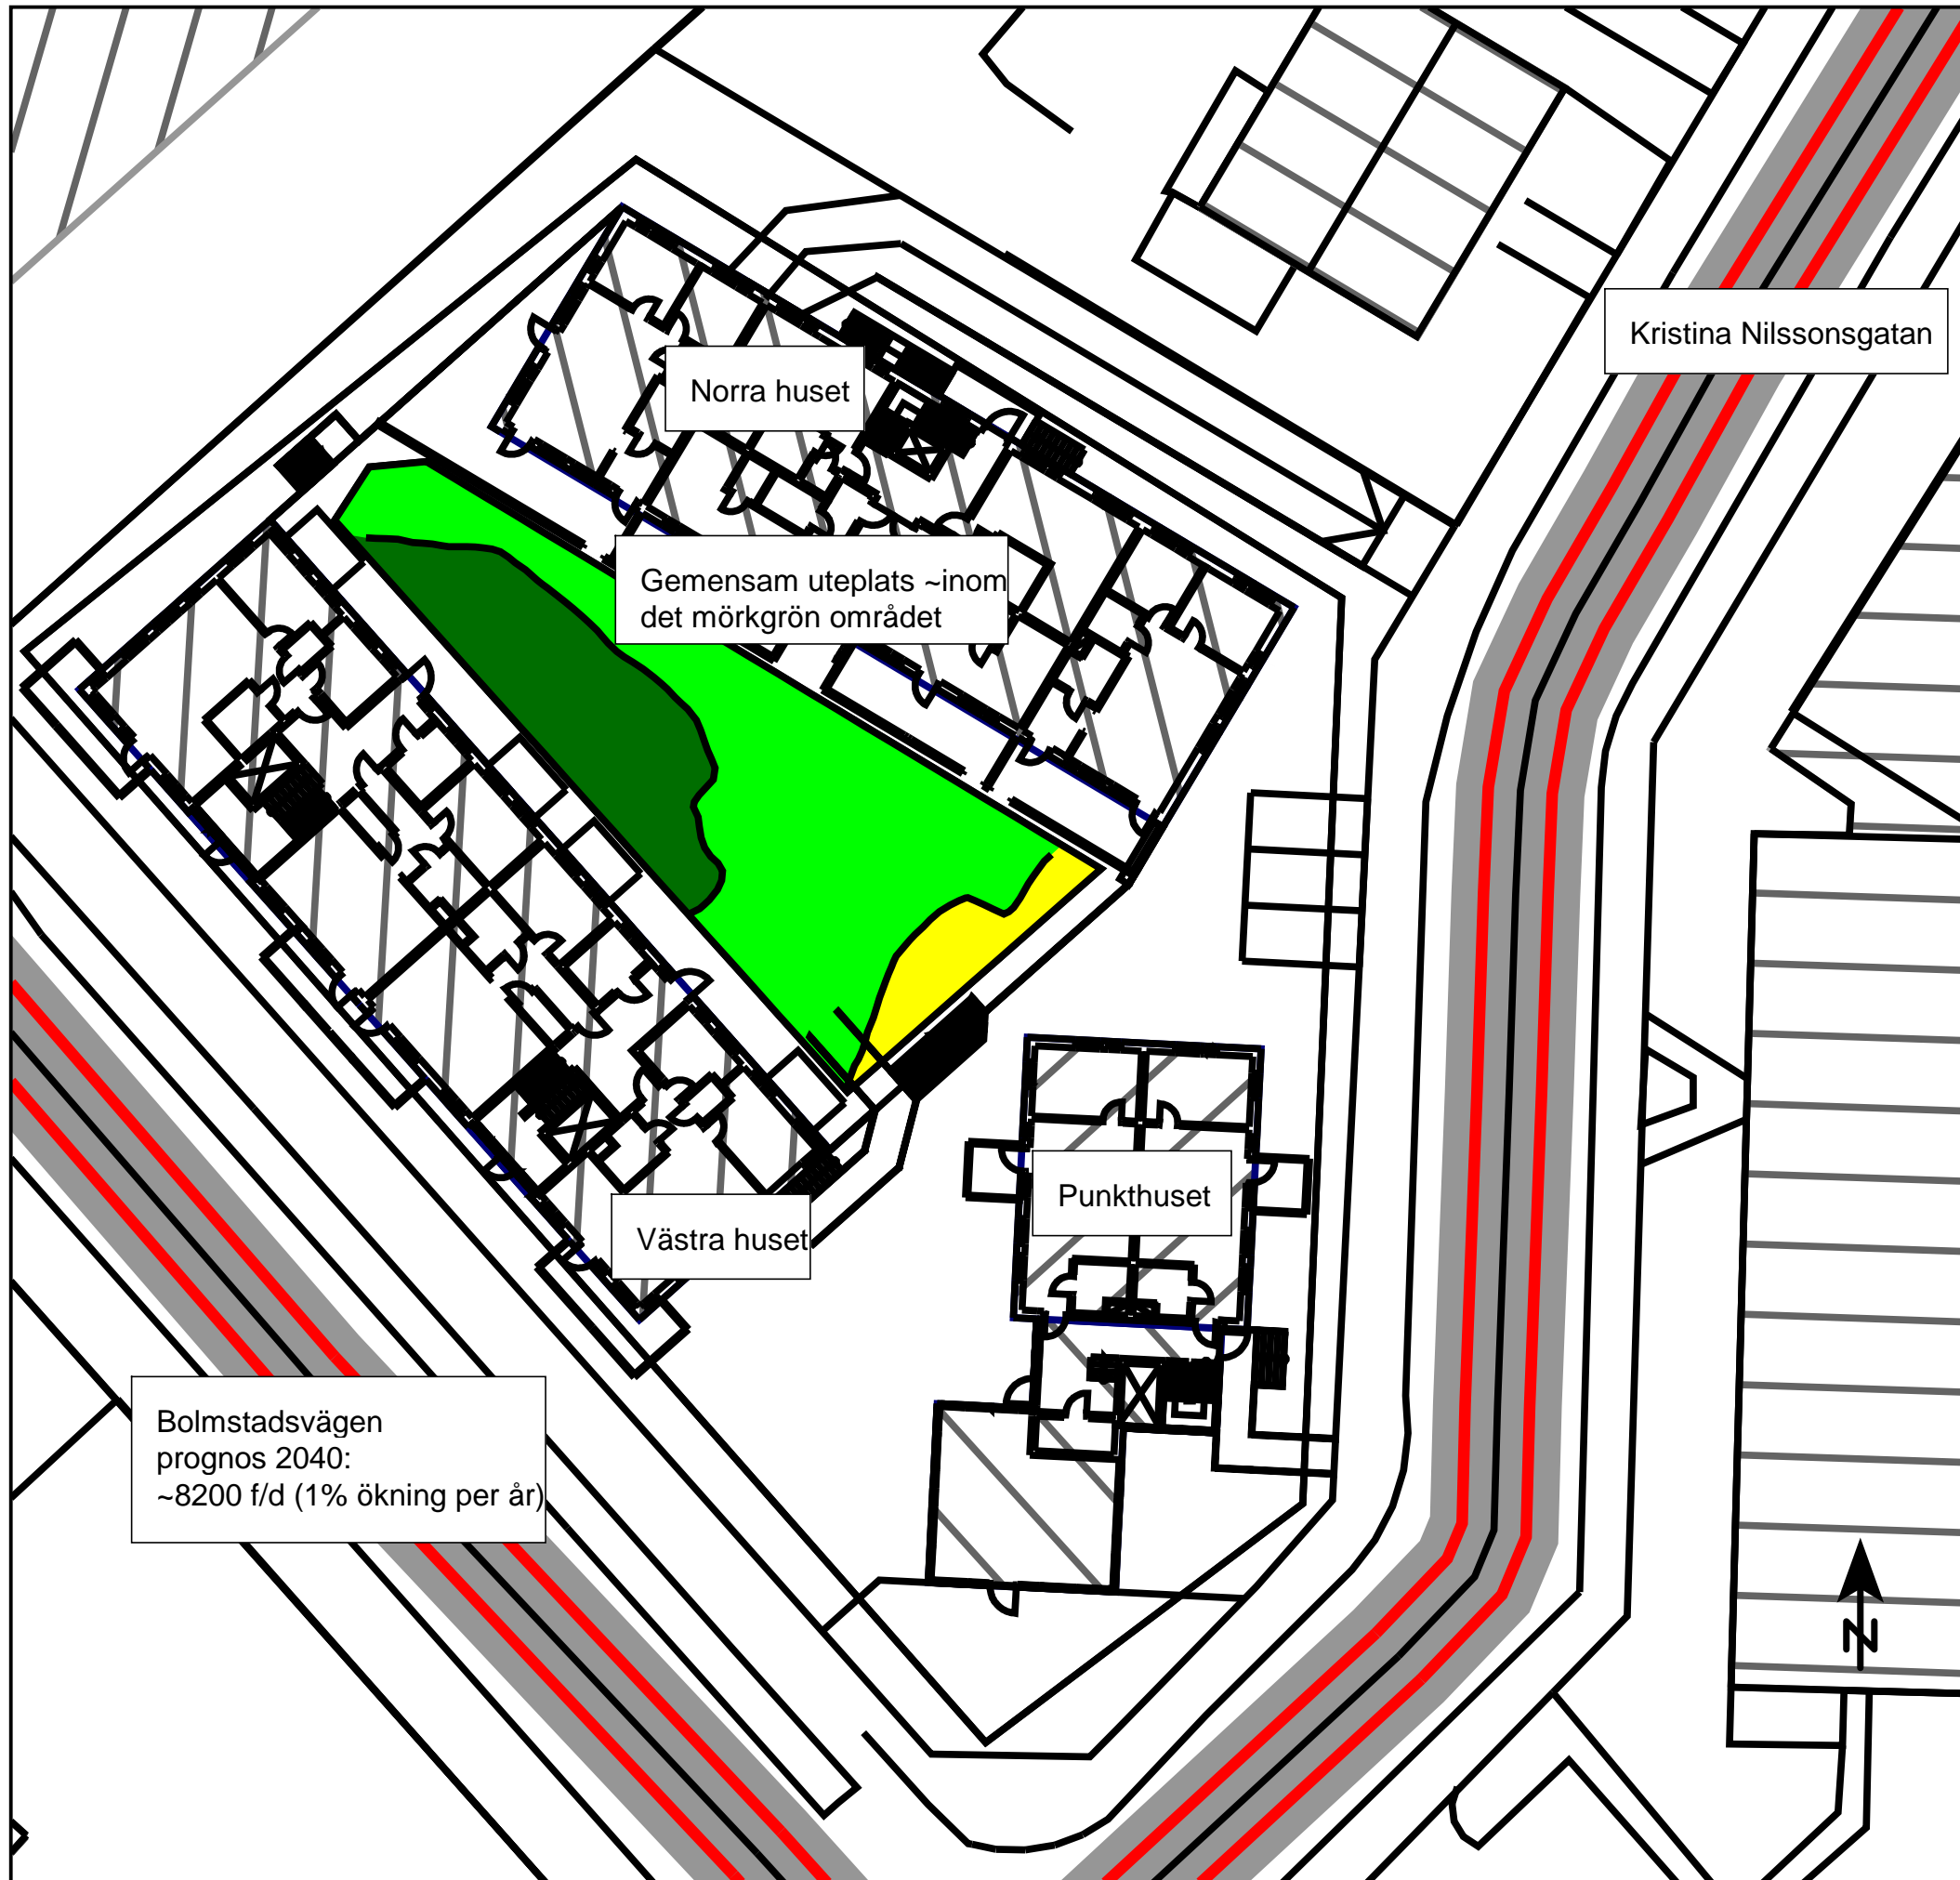 Kristina Nilssonsgatan
Norra huset
Gemensam uteplats ~inom
det mörkgrön området
Punkthuset
Västra huset
Bolmstadsvägen
prognos 2040:
~8200 f/d (1% ökning per år)
N